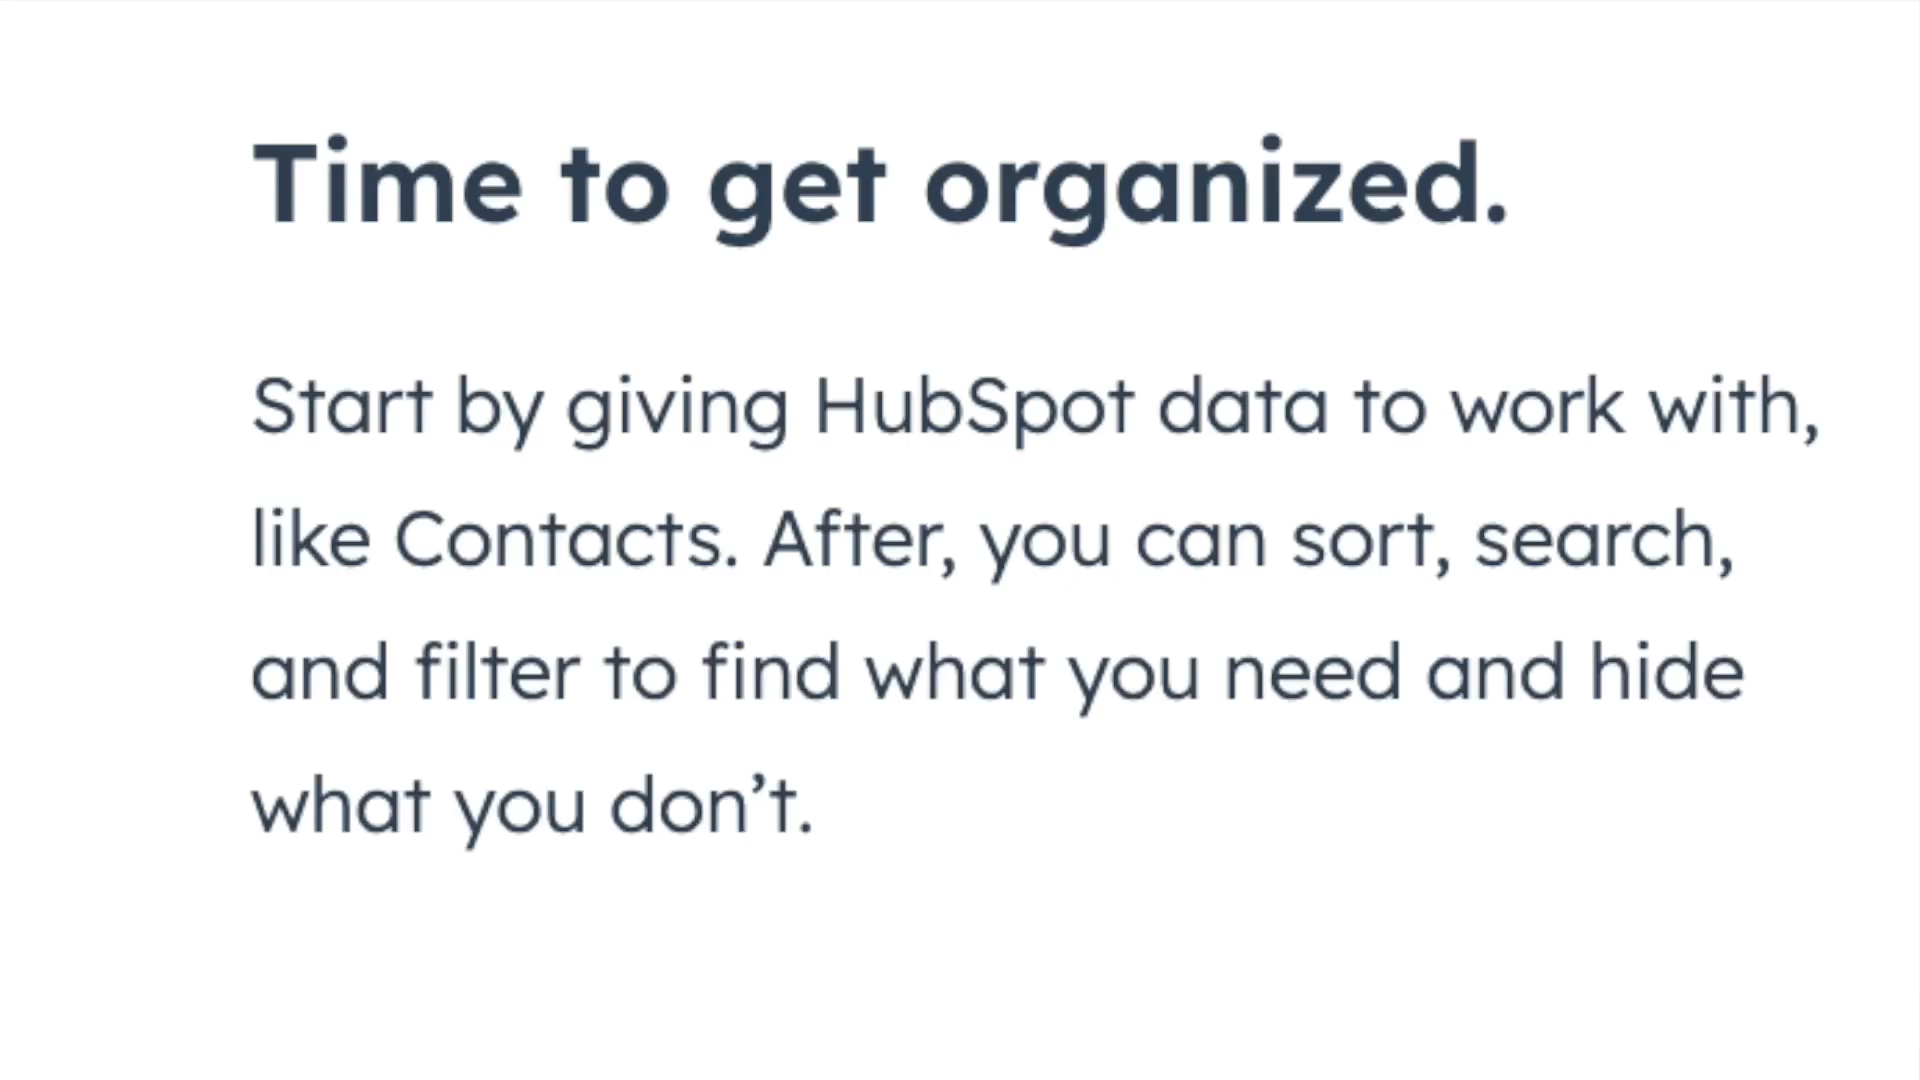 Time to get organized.
Start by giving HubSpot data to work with,
like Contacts. After, you can sort, search,
and filter to find what you need and hide
what you don’t.